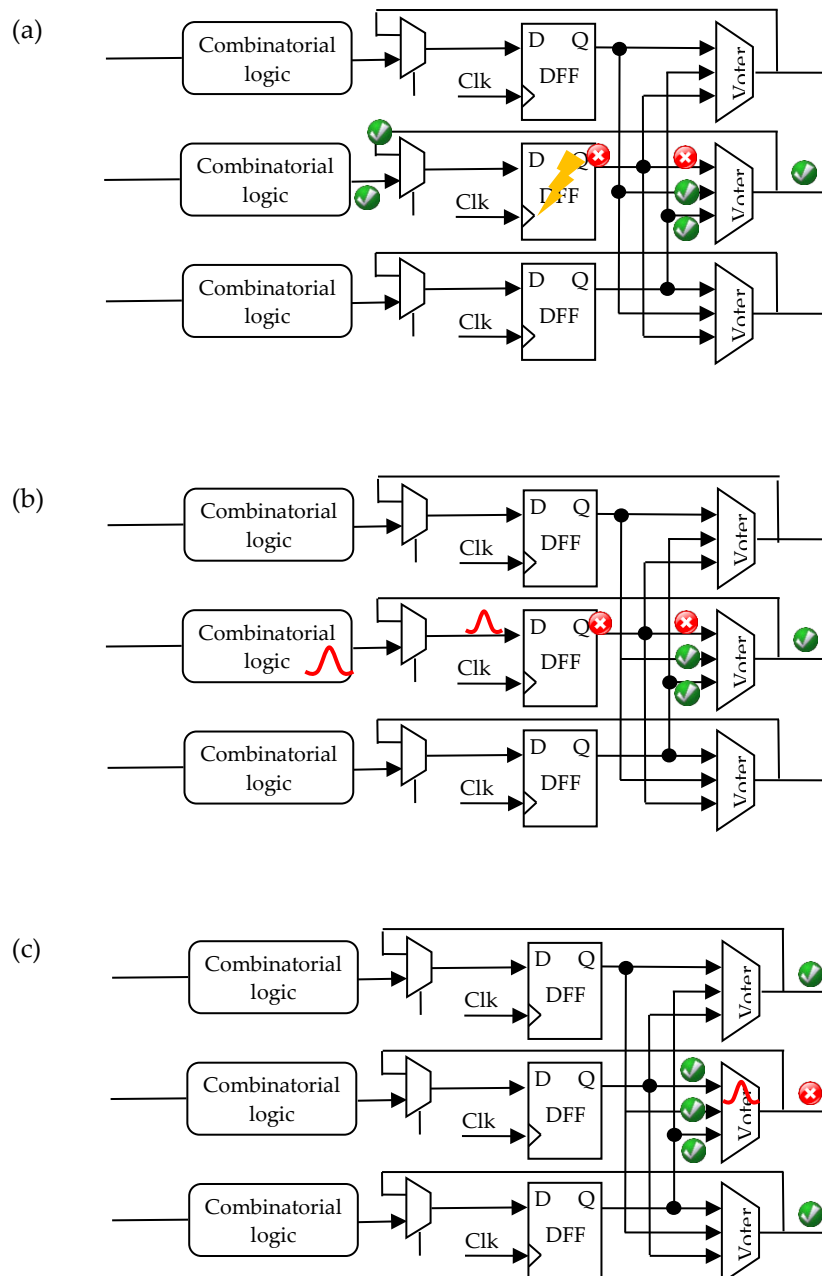 (a)
Combinatorial
logic
D Q
DFF
Clk
Voter
Combinatorial
logic
D Q
DFF
Clk
Voter
Combinatorial
logic
D Q
DFF
Clk
Voter
(b)
Combinatorial
logic
D Q
DFF
Clk
Voter
Combinatorial
logic
D Q
DFF
Clk
Voter
Combinatorial
logic
D Q
DFF
Clk
Voter
(c)
Combinatorial
logic
D Q
DFF
Clk
Voter
Combinatorial
logic
D Q
DFF
Clk
Voter
Combinatorial
logic
D Q
DFF
Clk
Voter